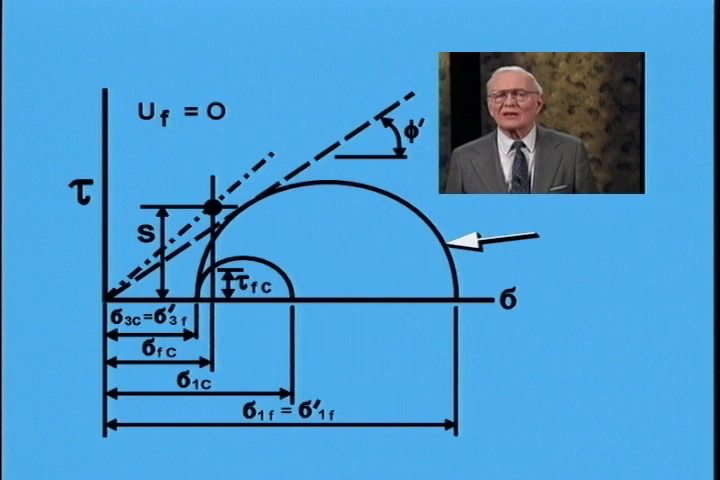 U_f = O
ϕ′
τ
S
τ_fc
σ
σ_3c = σ′_3f
σ_fc
σ_1c
σ_1f = σ′_1f